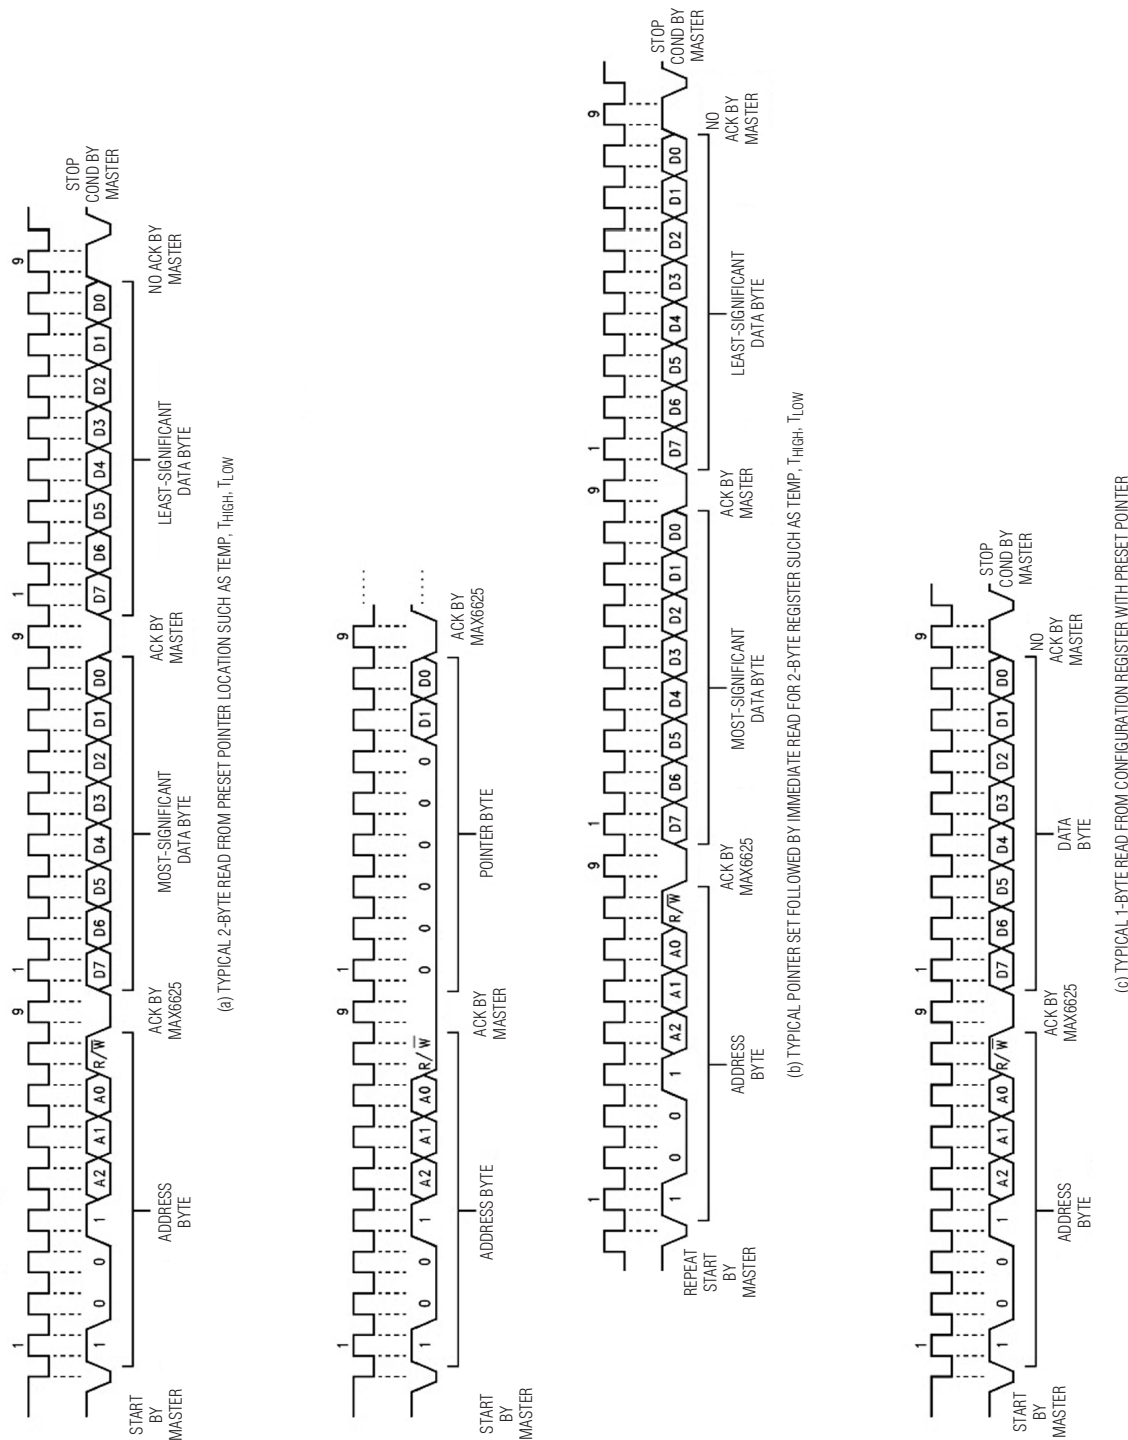 1 9 1 9 1 9
1 0 0 1 A2 A1 A0 R/W̅ D7 D6 D5 D4 D3 D2 D1 D0 D7 D6 D5 D4 D3 D2 D1 D0
START
BY
MASTER
ADDRESS
BYTE
ACK BY
MAX6625
MOST-SIGNIFICANT
DATA BYTE
ACK BY
MASTER
LEAST-SIGNIFICANT
DATA BYTE
NO ACK BY
MASTER
STOP
COND BY
MASTER
(a) TYPICAL 2-BYTE READ FROM PRESET POINTER LOCATION SUCH AS TEMP, THIGH, TLOW
1 9 1 9
1 0 0 1 A2 A1 A0 R/W̅ 0 0 0 0 0 0 D1 D0
START
BY
MASTER
ADDRESS BYTE
ACK BY
MASTER
POINTER BYTE
ACK BY
MAX6625
1 9 1 9 1 9
1 0 0 1 A2 A1 A0 R/W̅ D7 D6 D5 D4 D3 D2 D1 D0 D7 D6 D5 D4 D3 D2 D1 D0
REPEAT
START
BY
MASTER
ADDRESS
BYTE
ACK BY
MAX6625
MOST-SIGNIFICANT
DATA BYTE
ACK BY
MASTER
LEAST-SIGNIFICANT
DATA BYTE
NO
ACK BY
MASTER
STOP
COND BY
MASTER
(b) TYPICAL POINTER SET FOLLOWED BY IMMEDIATE READ FOR 2-BYTE REGISTER SUCH AS TEMP, THIGH, TLOW
1 9 1 9
1 0 0 1 A2 A1 A0 R/W̅ D7 D6 D5 D4 D3 D2 D1 D0
START
BY
MASTER
ADDRESS
BYTE
ACK BY
MAX6625
DATA
BYTE
NO
ACK BY
MASTER
STOP
COND BY
MASTER
(c) TYPICAL 1-BYTE READ FROM CONFIGURATION REGISTER WITH PRESET POINTER